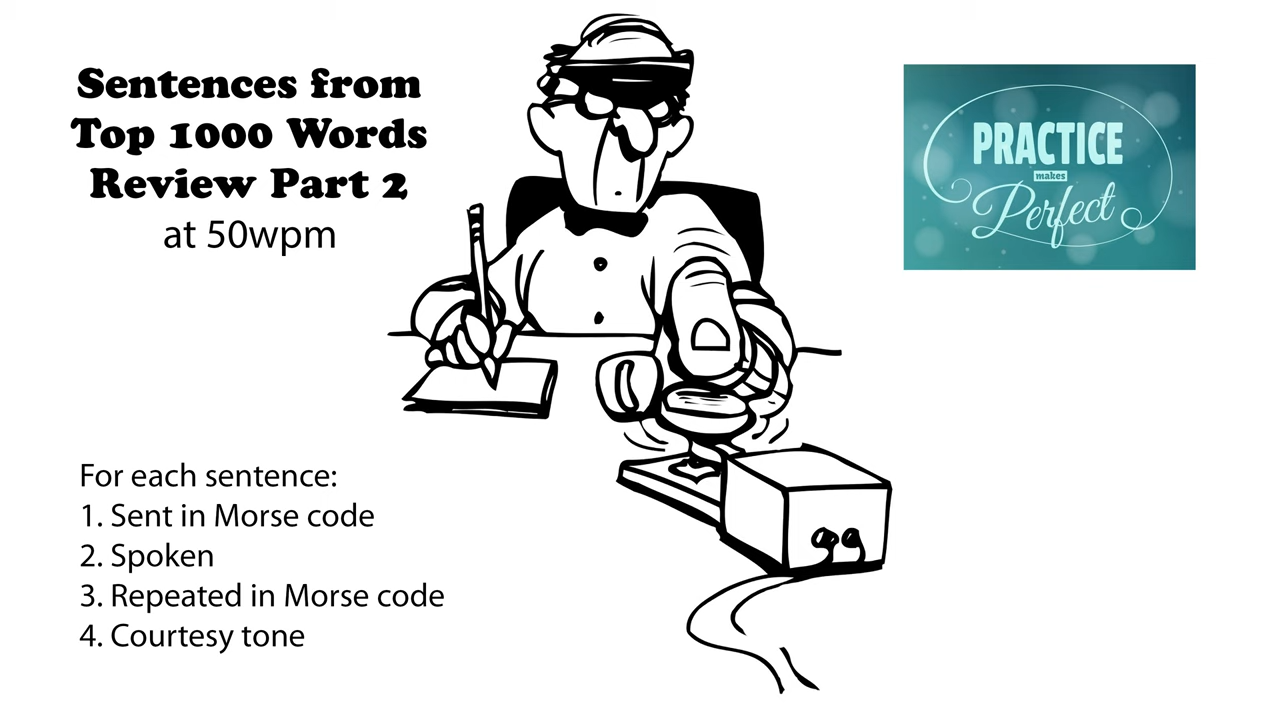 Sentences from
Top 1000 Words
Review Part 2
at 50wpm
PRACTICE
makes
Perfect
For each sentence:
1. Sent in Morse code
2. Spoken
3. Repeated in Morse code
4. Courtesy tone